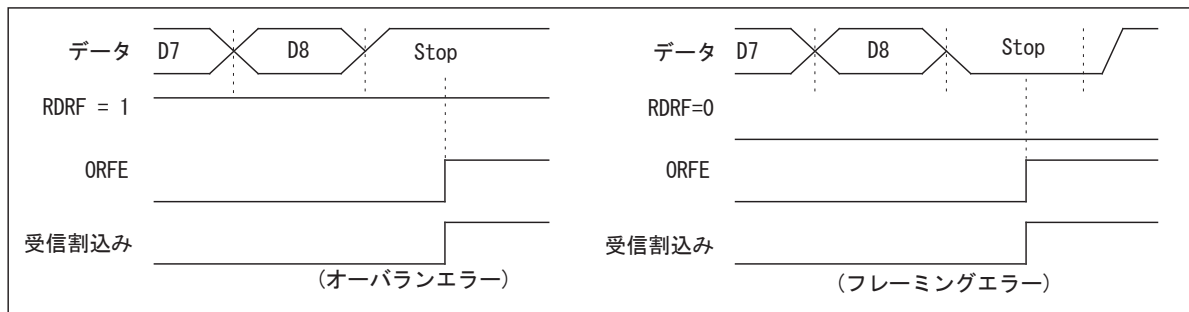 データ D7 D8 Stop
RDRF = 1
ORFE
受信割込み
(オーバランエラー)
データ D7 D8 Stop
RDRF=0
ORFE
受信割込み
(フレーミングエラー)